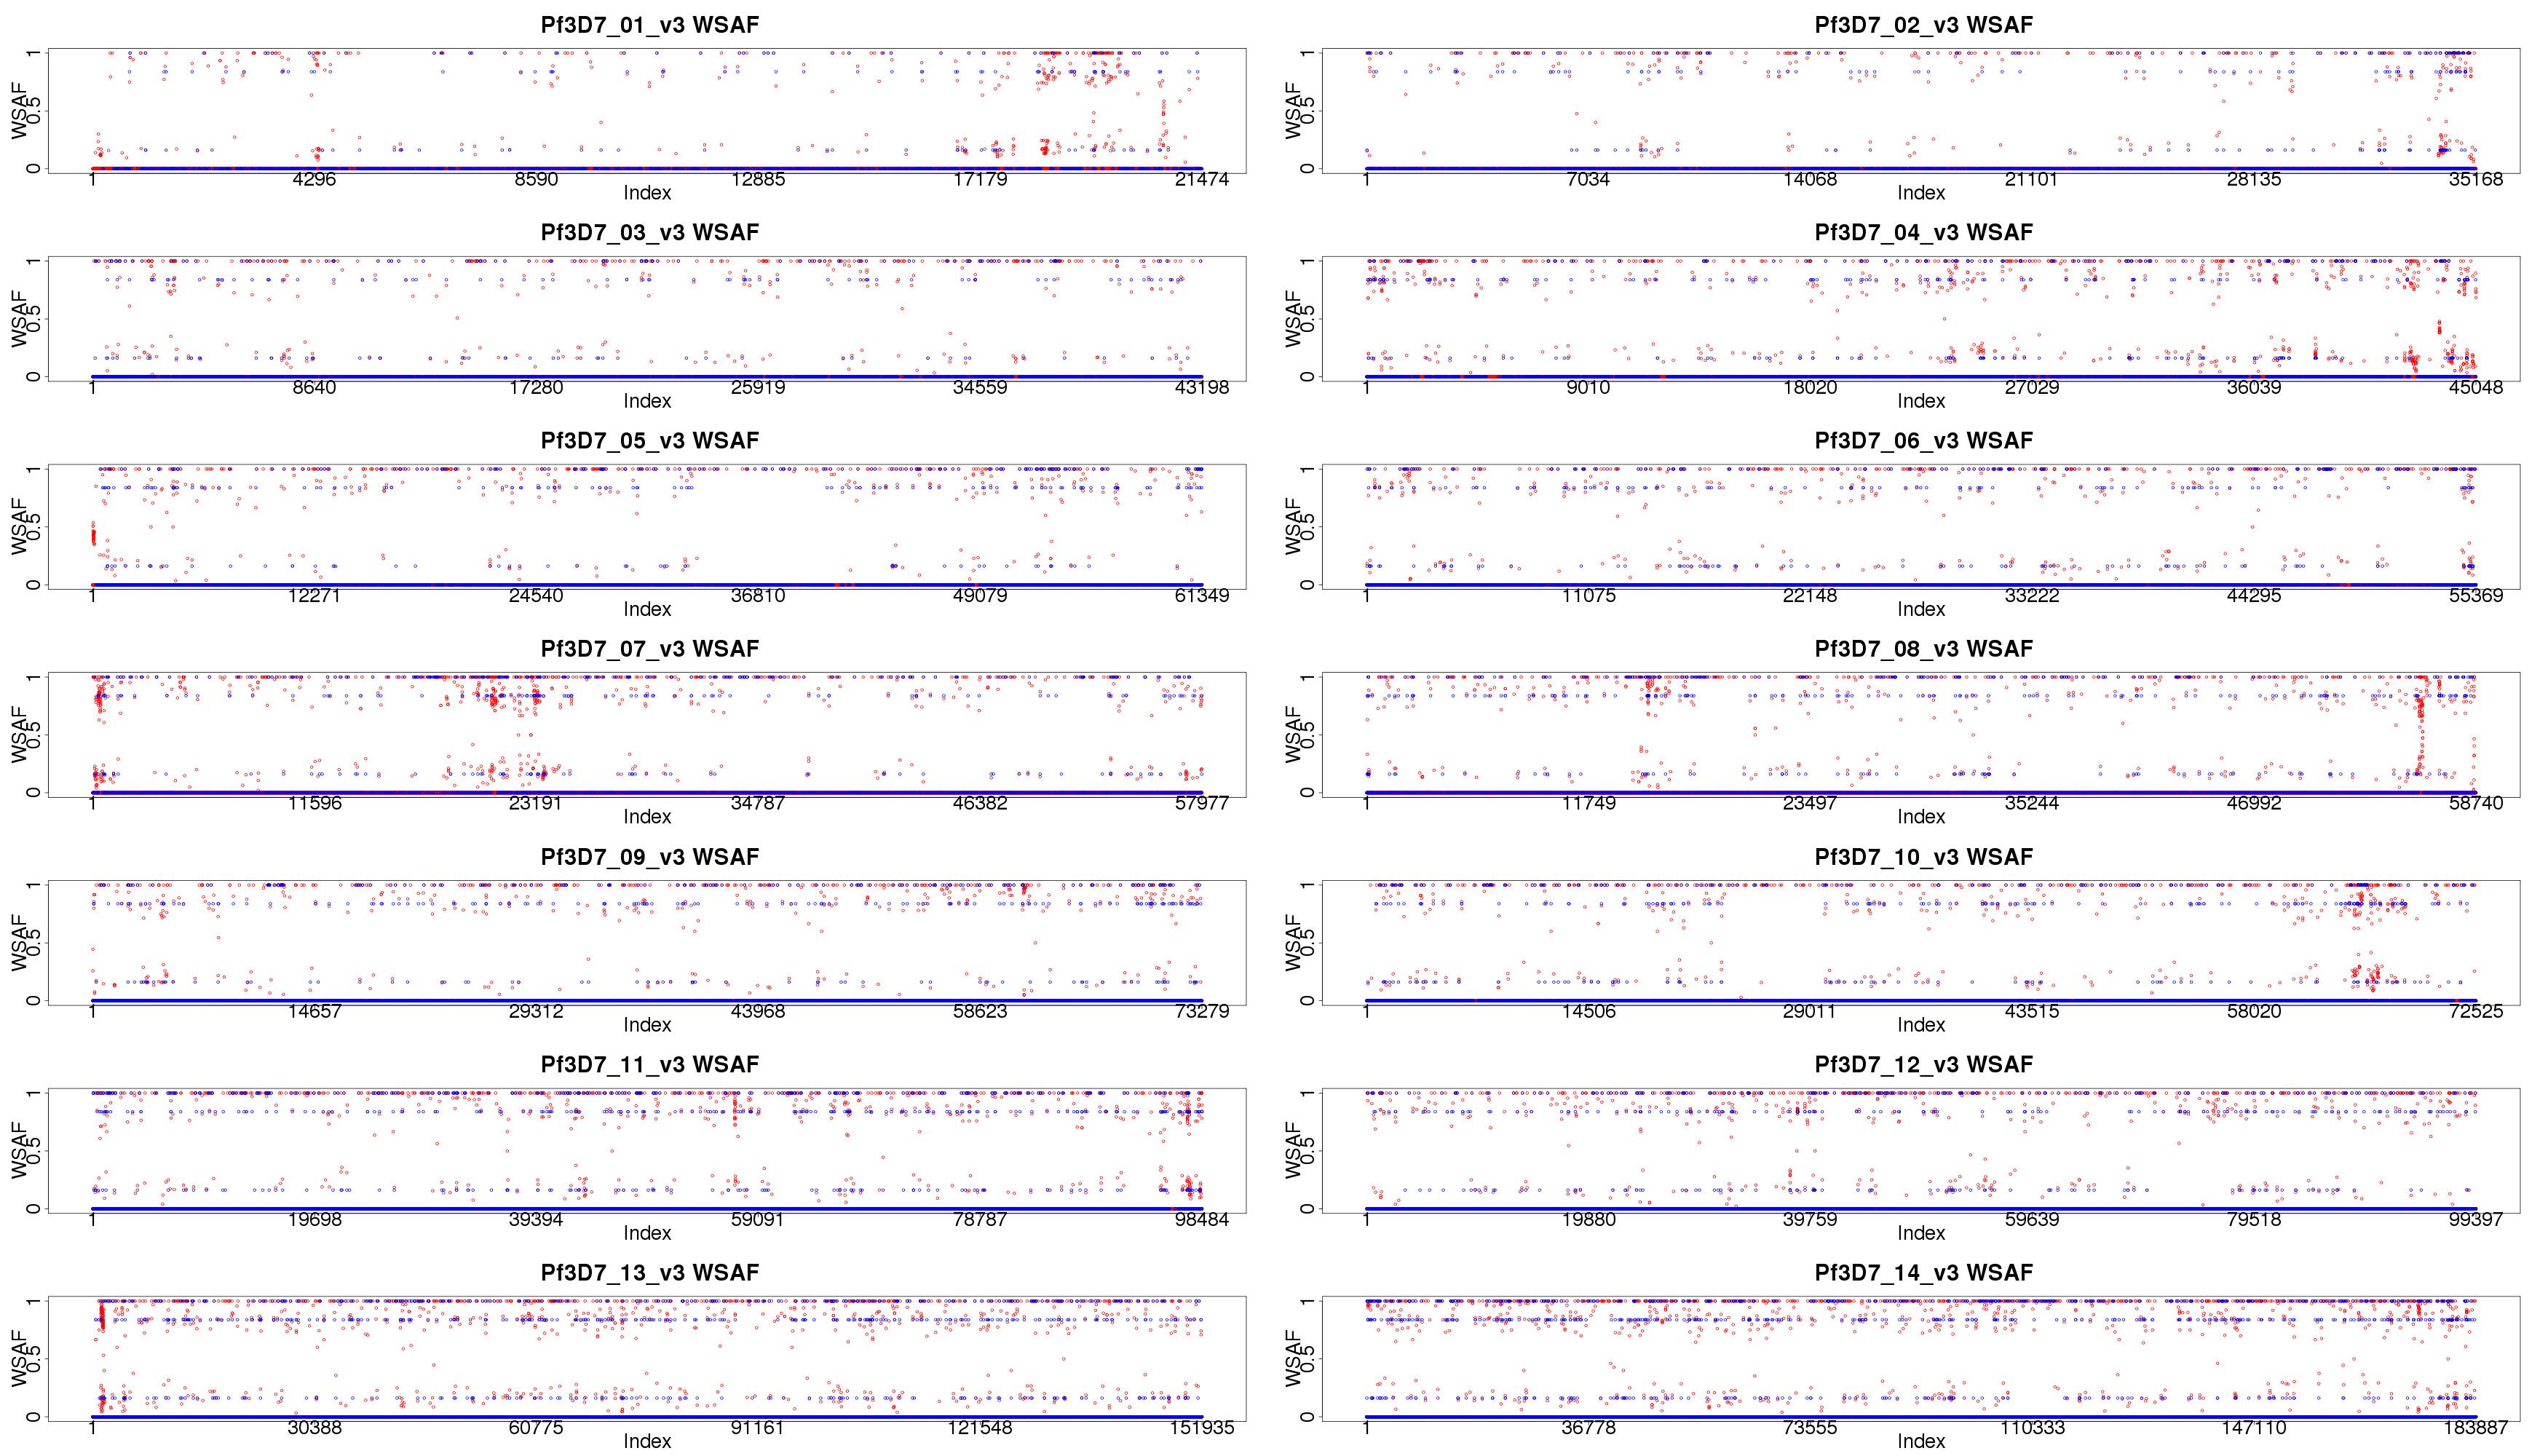 Pf3D7_01_v3 WSAF
WSAF
1
0.5
0
1 4296 8590 12885 17179 21474
Index
Pf3D7_02_v3 WSAF
WSAF
1
0.5
0
1 7034 14068 21101 28135 35168
Index
Pf3D7_03_v3 WSAF
WSAF
1
0.5
0
1 8640 17280 25919 34559 43198
Index
Pf3D7_04_v3 WSAF
WSAF
1
0.5
0
1 9010 18020 27029 36039 45048
Index
Pf3D7_05_v3 WSAF
WSAF
1
0.5
0
1 12271 24540 36810 49079 61349
Index
Pf3D7_06_v3 WSAF
WSAF
1
0.5
0
1 11075 22148 33222 44295 55369
Index
Pf3D7_07_v3 WSAF
WSAF
1
0.5
0
1 11596 23191 34787 46382 57977
Index
Pf3D7_08_v3 WSAF
WSAF
1
0.5
0
1 11749 23497 35244 46992 58740
Index
Pf3D7_09_v3 WSAF
WSAF
1
0.5
0
1 14657 29312 43968 58623 73279
Index
Pf3D7_10_v3 WSAF
WSAF
1
0.5
0
1 14506 29011 43515 58020 72525
Index
Pf3D7_11_v3 WSAF
WSAF
1
0.5
0
1 19698 39394 59091 78787 98484
Index
Pf3D7_12_v3 WSAF
WSAF
1
0.5
0
1 19880 39759 59639 79518 99397
Index
Pf3D7_13_v3 WSAF
WSAF
1
0.5
0
1 30388 60775 91161 121548 151935
Index
Pf3D7_14_v3 WSAF
WSAF
1
0.5
0
1 36778 73555 110333 147110 183887
Index